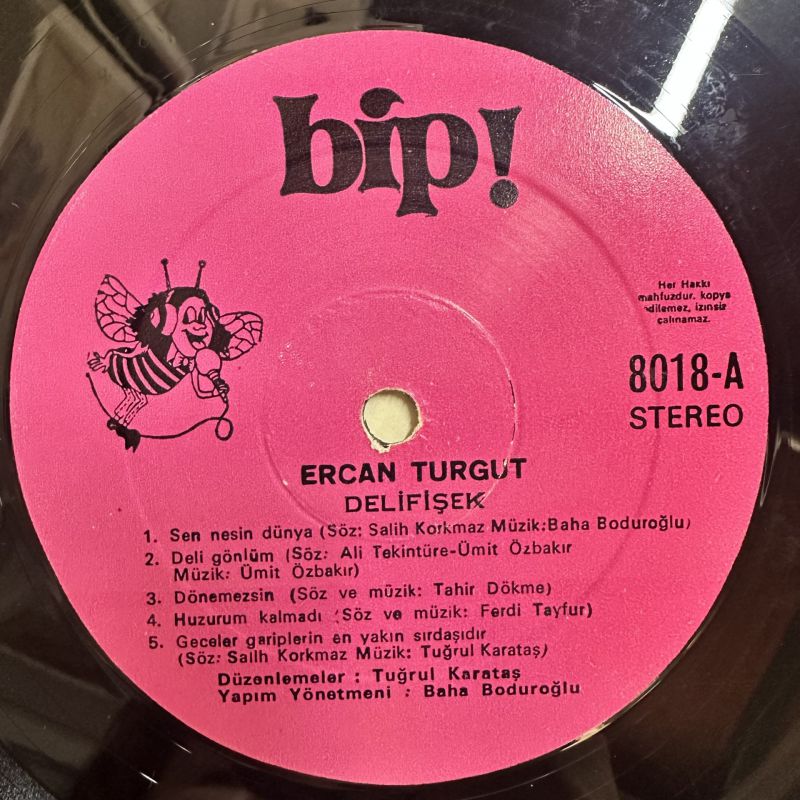 bip!
Her Hakkı
mahfuzdur. kopya
edilemez, izinsiz
çalınamaz.
8018-A
STEREO
ERCAN TURGUT
DELİFİŞEK
1. Sen nesin dünya (Söz: Salih Korkmaz Müzik:Baha Boduroğlu)
2. Deli gönlüm (Söz: Ali Tekintüre-Ümit Özbakır
Müzik: Ümit Özbakır)
3. Dönemezsin (Söz ve müzik: Tahir Dökme)
4. Huzurum kalmadı (Söz ve müzik: Ferdi Tayfur)
5. Geceler gariplerin en yakın sırdaşıdır
(Söz: Salih Korkmaz Müzik: Tuğrul Karataş)
Düzenlemeler : Tuğrul Karataş
Yapım Yönetmeni : Baha Boduroğlu